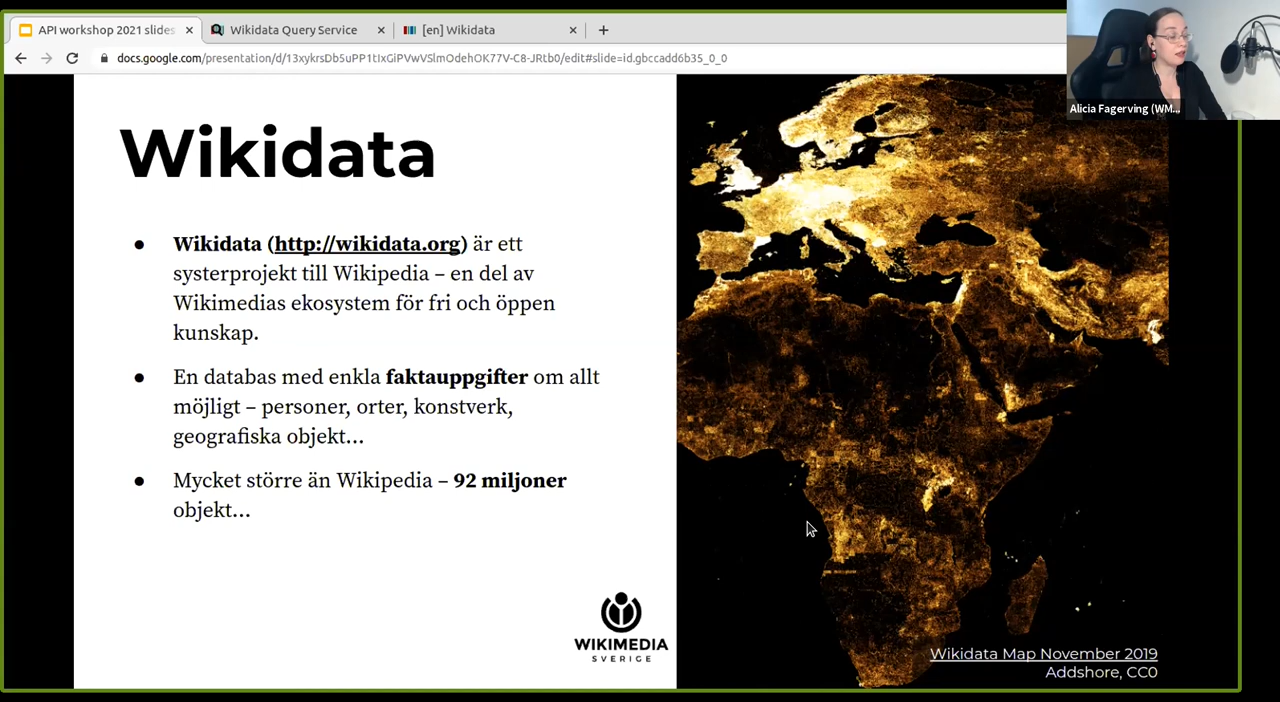 API workshop 2021 slides
Wikidata Query Service
[en] Wikidata
docs.google.com/presentation/d/13xykrsDb5uPP1tIxGiPVwVSlmOdehOK77V-C8-JRtb0/edit#slide=id.gbccadd6b35_0_0
Alicia Fagerving (WM...
Wikidata
● Wikidata (http://wikidata.org) är ett
systerprojekt till Wikipedia – en del av
Wikimedias ekosystem för fri och öppen
kunskap.
● En databas med enkla faktauppgifter om allt
möjligt – personer, orter, konstverk,
geografiska objekt...
● Mycket större än Wikipedia – 92 miljoner
objekt...
WIKIMEDIA
SVERIGE
Wikidata Map November 2019
Addshore, CC0